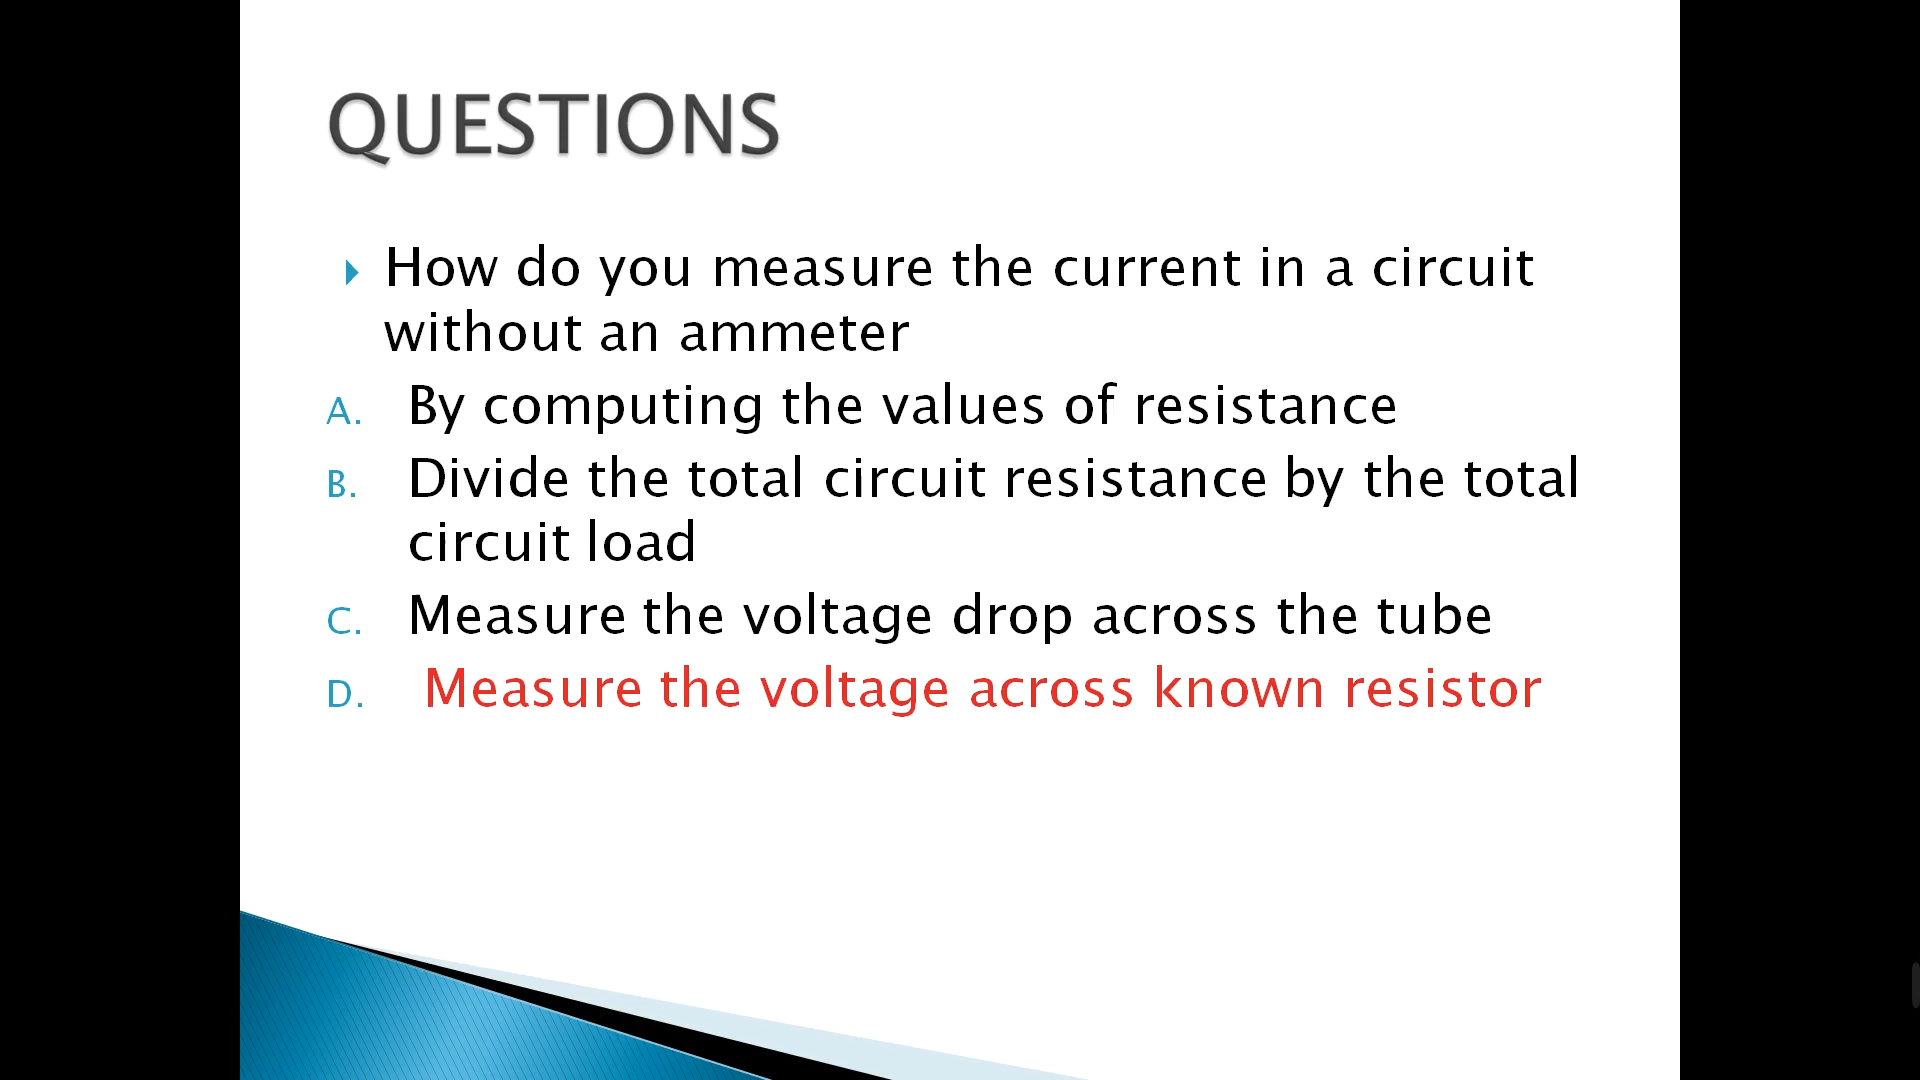 QUESTIONS
How do you measure the current in a circuit
without an ammeter
A. By computing the values of resistance
B. Divide the total circuit resistance by the total
circuit load
C. Measure the voltage drop across the tube
D. Measure the voltage across known resistor